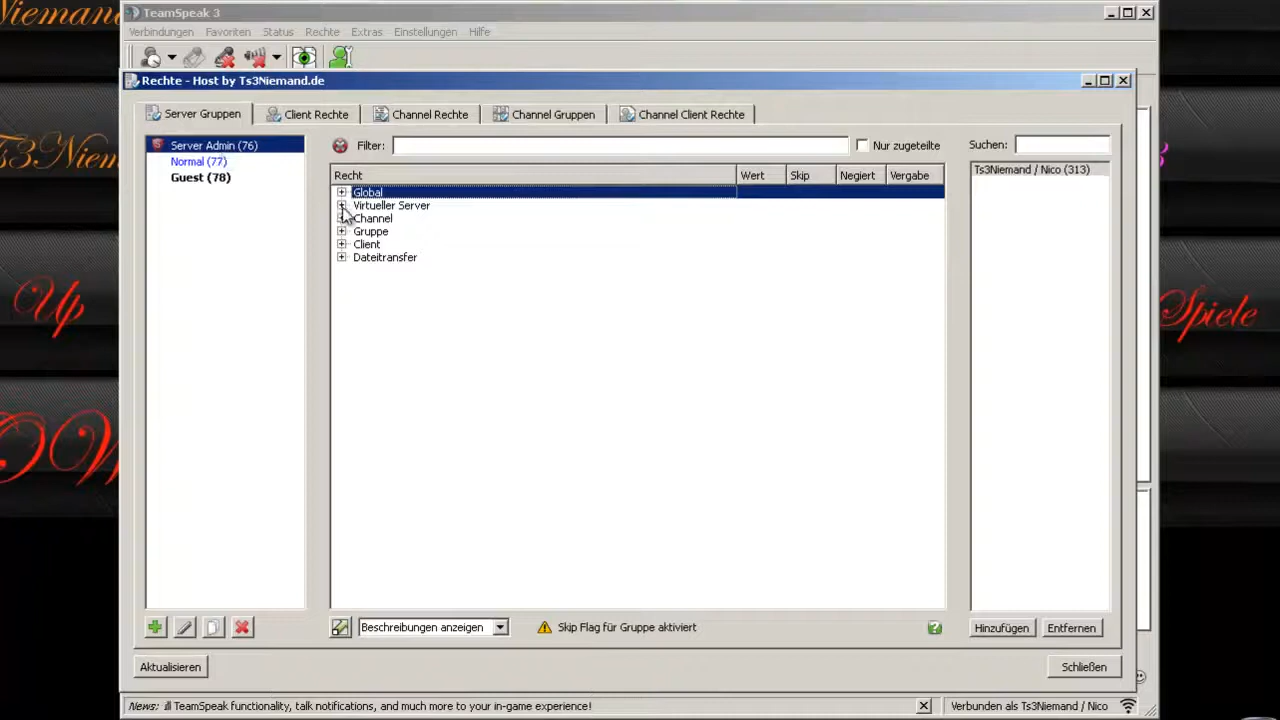 Niemand
TeamSpeak 3
Verbindungen Favoriten Status Rechte Extras Einstellungen Hilfe
Rechte - Host by Ts3Niemand.de
Server Gruppen Client Rechte Channel Rechte Channel Gruppen Channel Client Rechte
Server Admin (76)
Normal (77)
Guest (78)
Filter: Nur zugeteilte
Suchen:
Recht Wert Skip Negiert Vergabe
Global
Virtueller Server
Channel
Gruppe
Client
Dateitransfer
Ts3Niemand / Nico (313)
Ts3Niem
3
Up
Spiele
Beschreibungen anzeigen
Skip Flag für Gruppe aktiviert
Hinzufügen Entfernen
Aktualisieren Schließen
News: ill TeamSpeak functionality, talk notifications, and much more to your in-game experience!
Verbunden als Ts3Niemand / Nico